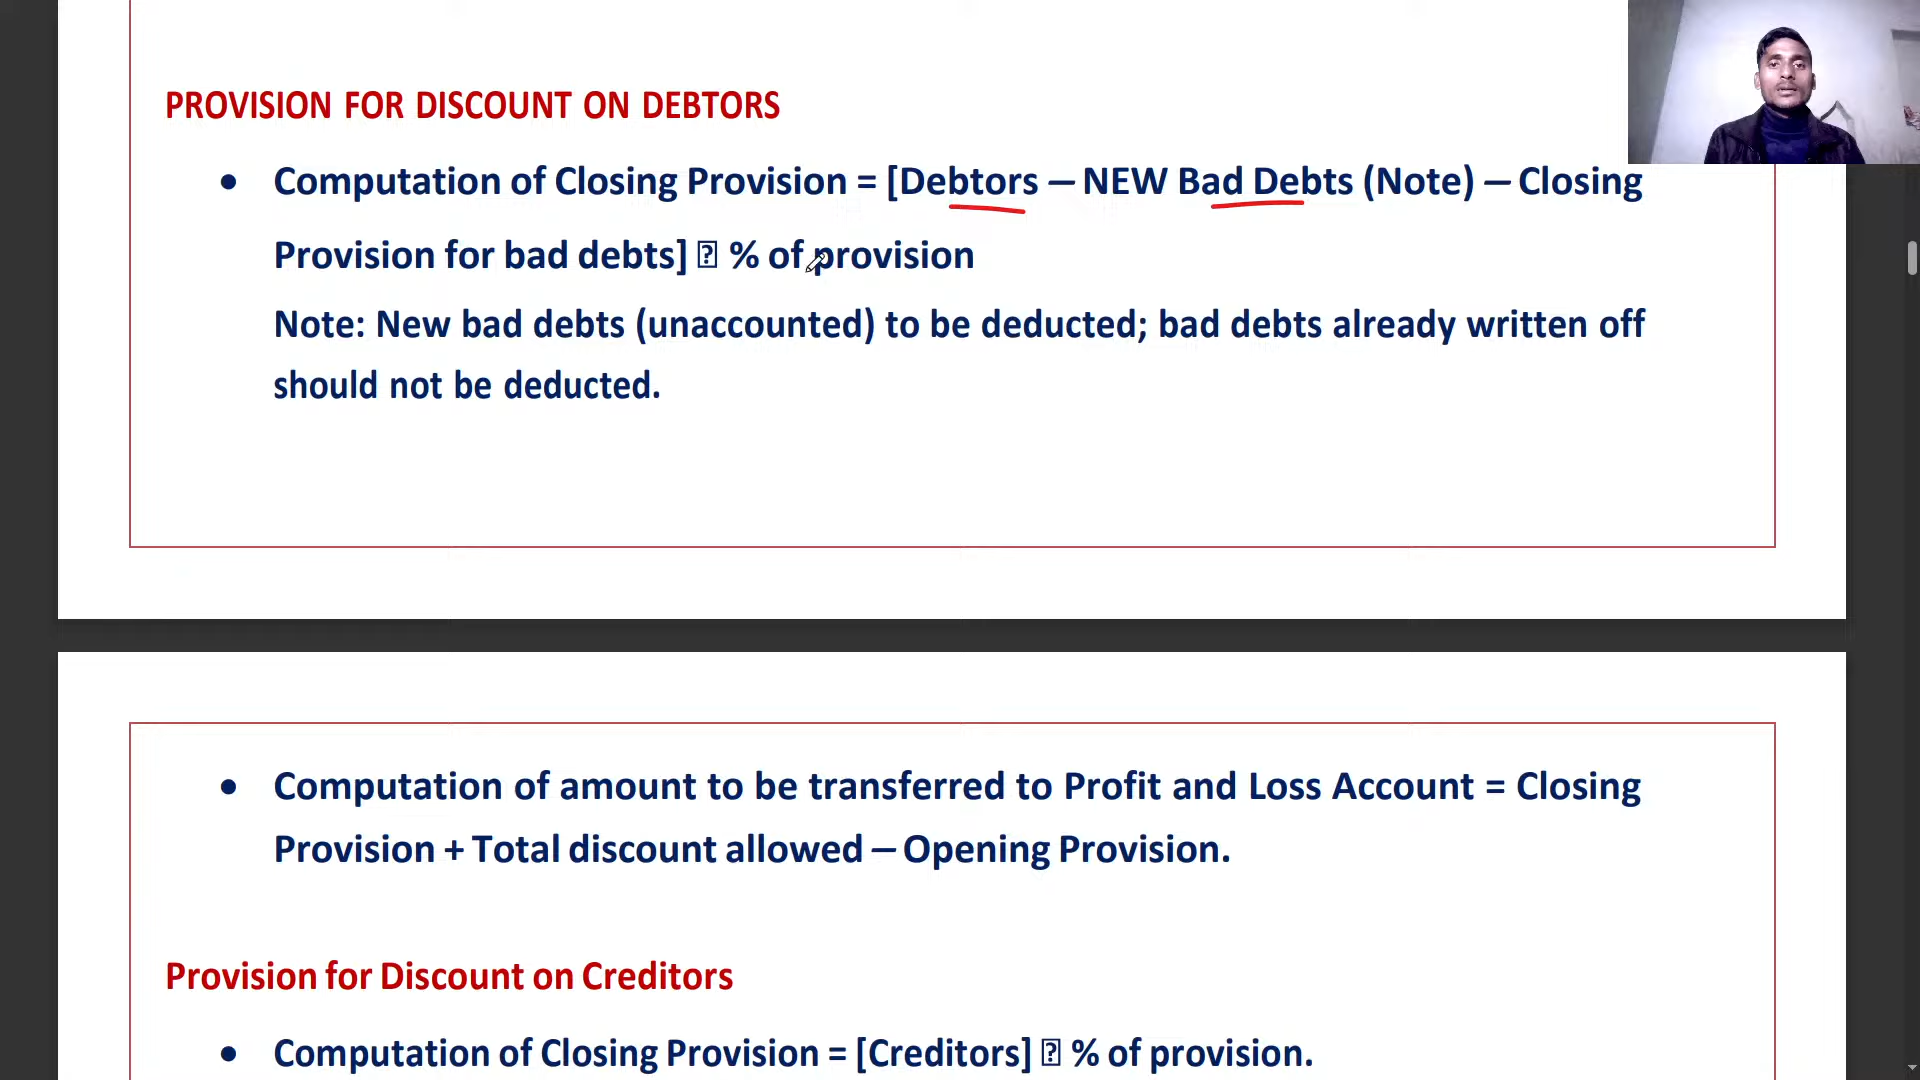 PROVISION FOR DISCOUNT ON DEBTORS
• Computation of Closing Provision = [Debtors – NEW Bad Debts (Note) – Closing
Provision for bad debts] � % of provision
Note: New bad debts (unaccounted) to be deducted; bad debts already written off
should not be deducted.
• Computation of amount to be transferred to Profit and Loss Account = Closing
Provision + Total discount allowed – Opening Provision.
Provision for Discount on Creditors
• Computation of Closing Provision = [Creditors] � % of provision.